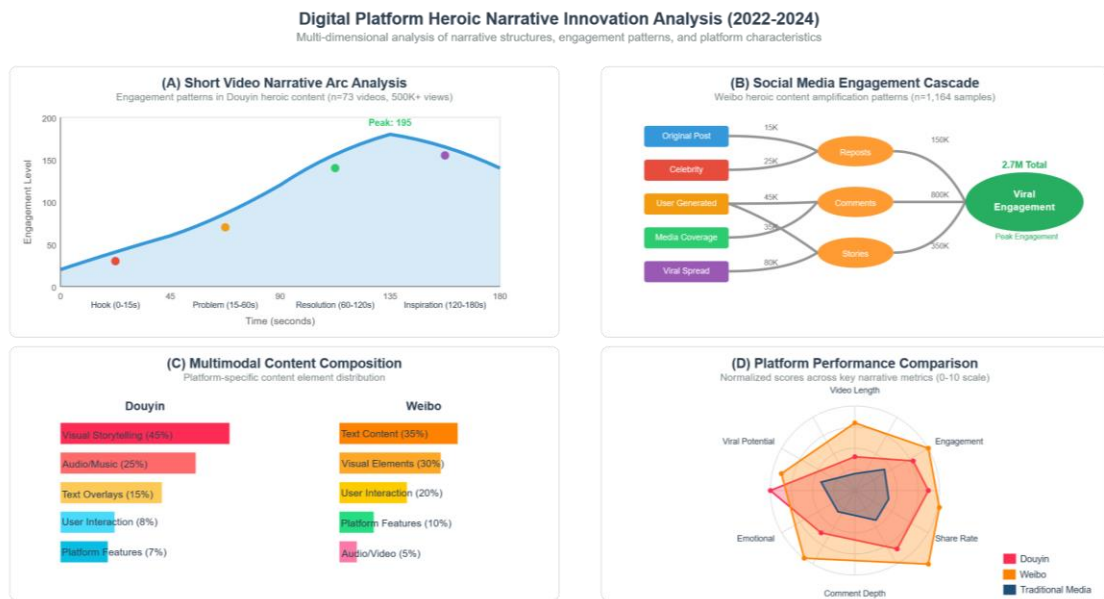 Digital Platform Heroic Narrative Innovation Analysis (2022-2024)
Multi-dimensional analysis of narrative structures, engagement patterns, and platform characteristics
(A) Short Video Narrative Arc Analysis
Engagement patterns in Douyin heroic content (n=73 videos, 500K+ views)
Peak: 195
200
150
100
50
0
Engagement Level
0 45 90 135 180
Hook (0-15s) Problem (15-60s) Resolution (60-120s) Inspiration (120-180s)
Time (seconds)
(B) Social Media Engagement Cascade
Weibo heroic content amplification patterns (n=1,164 samples)
Original Post
Celebrity
User Generated
Media Coverage
Viral Spread
15K
25K
45K
35K
80K
Reposts
Comments
Stories
150K
800K
350K
2.7M Total
Viral
Engagement
Peak Engagement
(C) Multimodal Content Composition
Platform-specific content element distribution
Douyin
Visual Storytelling (45%)
Audio/Music (25%)
Text Overlays (15%)
User Interaction (8%)
Platform Features (7%)
Weibo
Text Content (35%)
Visual Elements (30%)
User Interaction (20%)
Platform Features (10%)
Audio/Video (5%)
(D) Platform Performance Comparison
Normalized scores across key narrative metrics (0-10 scale)
Video Length
Viral Potential
Engagement
Emotional
Share Rate
Comment Depth
Douyin
Weibo
Traditional Media